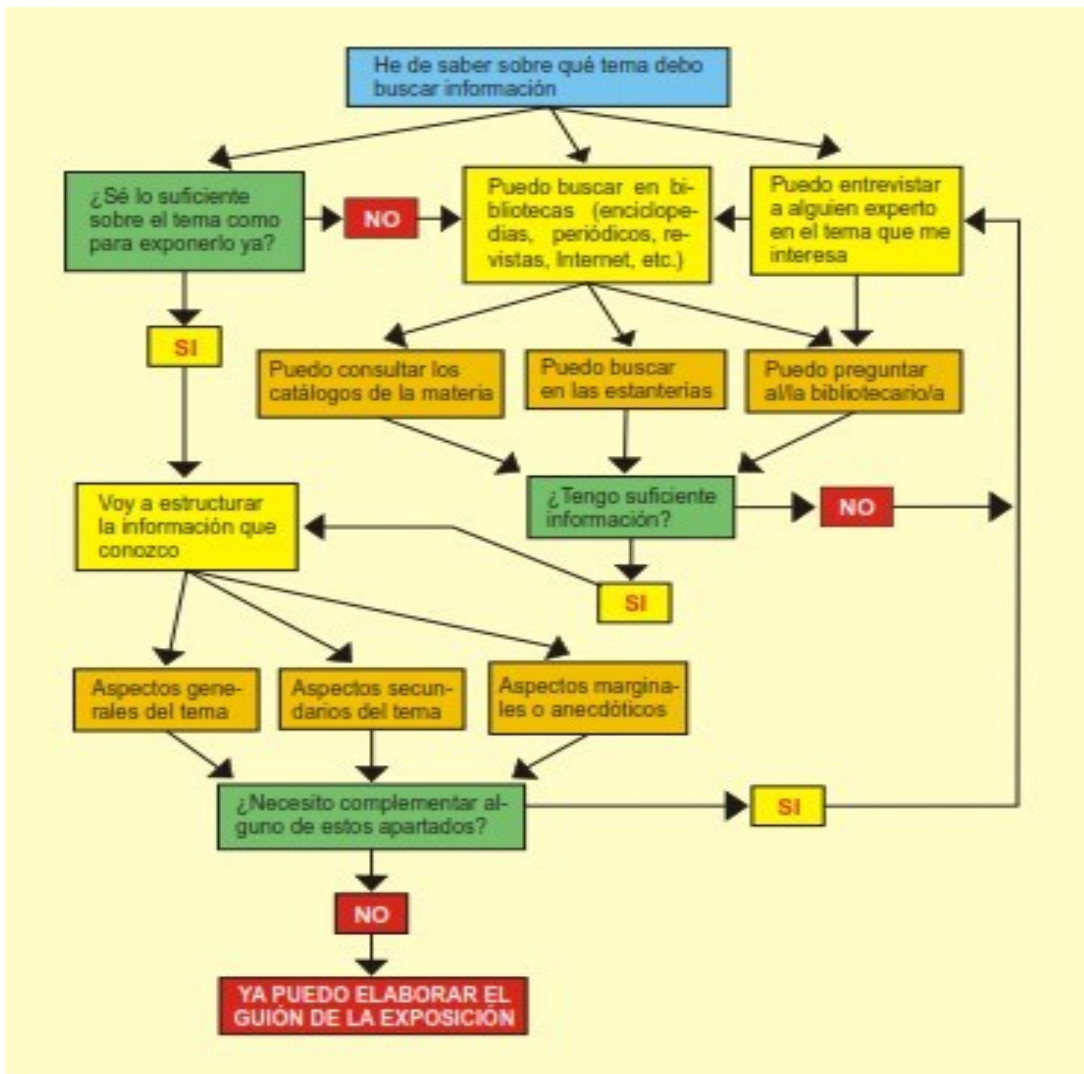 He de saber sobre qué tema debo
buscar información
¿Sé lo suficiente
sobre el tema como
para exponerlo ya?
NO
Puedo buscar en bi-
bliotecas (enciclope-
dias, periódicos, re-
vistas, Internet, etc.)
Puedo entrevistar
a alguien experto
en el tema que me
interesa
SI
Puedo consultar los
catálogos de la materia
Puedo buscar
en las estanterías
Puedo preguntar
al/la bibliotecario/a
Voy a estructurar
la información que
conozco
¿Tengo suficiente
información?
NO
SI
Aspectos gene-
rales del tema
Aspectos secun-
darios del tema
Aspectos margina-
les o anecdóticos
¿Necesito complementar al-
guno de estos apartados?
SI
NO
YA PUEDO ELABORAR EL
GUIÓN DE LA EXPOSICIÓN